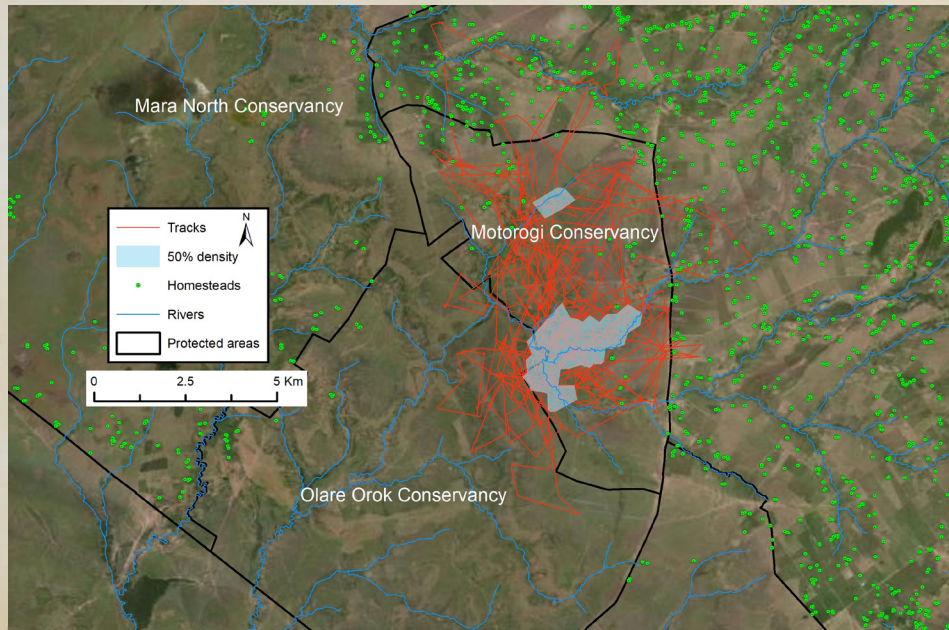 Mara North Conservancy
N
Tracks
50% density
Homesteads
Rivers
Protected areas
0 2.5 5 Km
Motorogi Conservancy
Olare Orok Conservancy